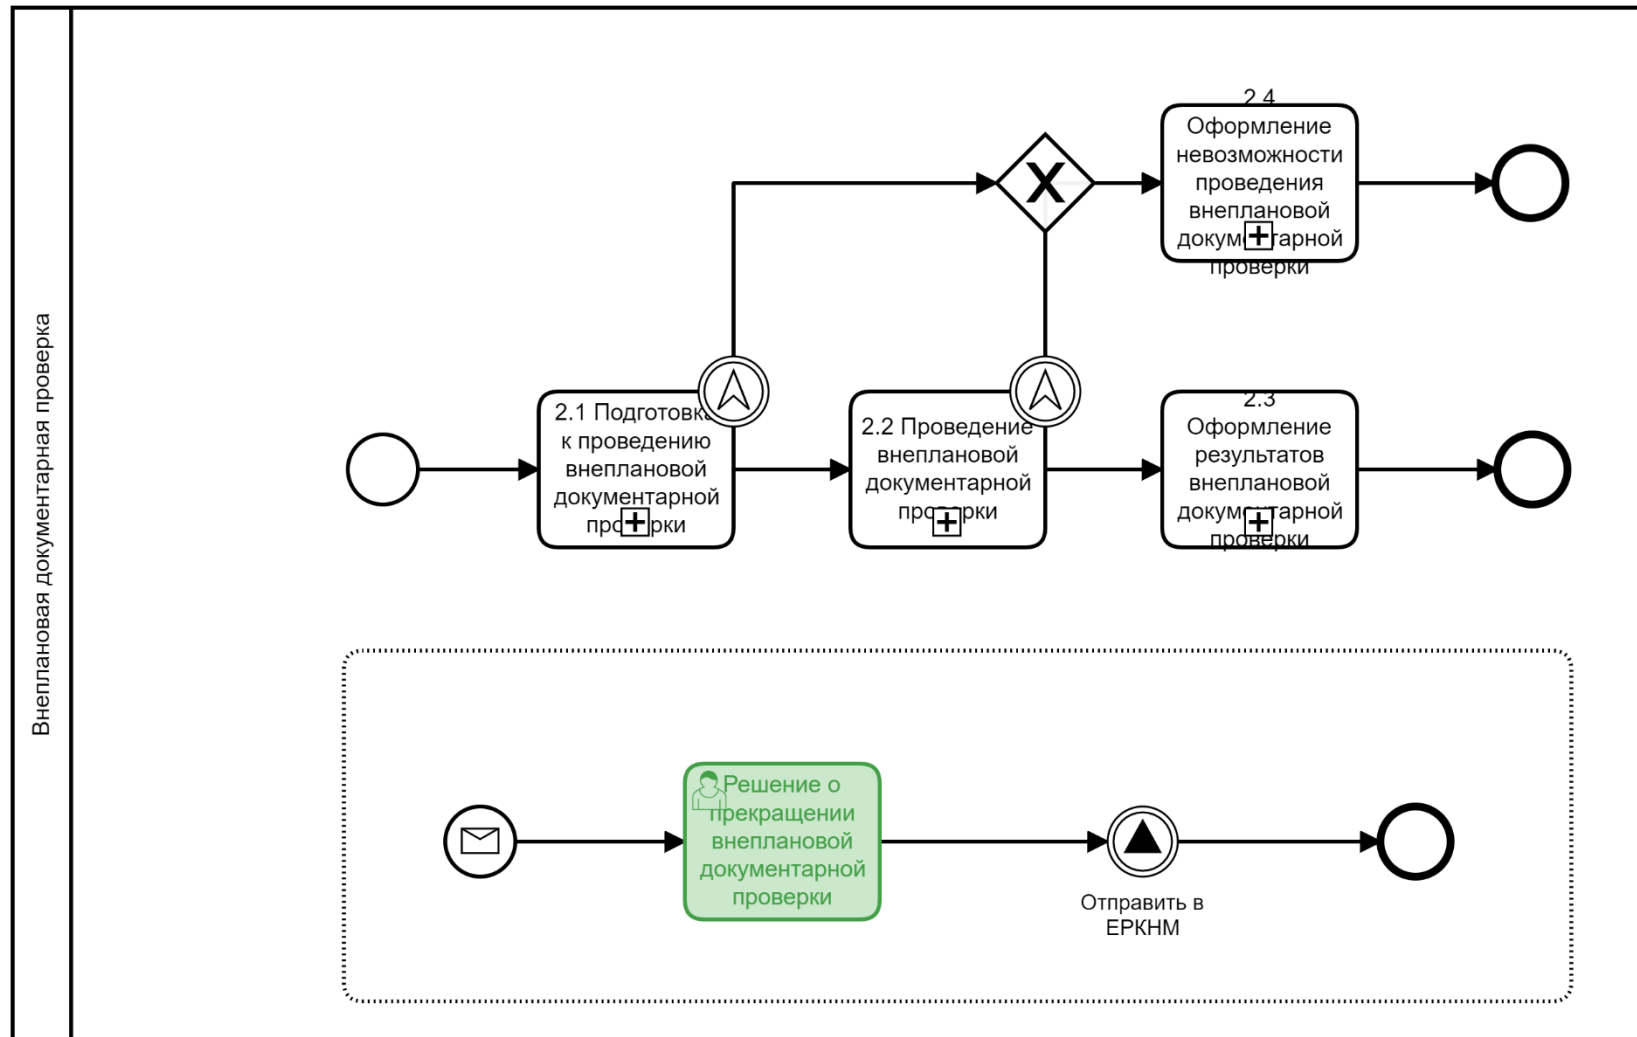 Внеплановая документарная проверка
2.4
Оформление
невозможности
проведения
внеплановой
документарной
проверки
2.1 Подготовка
к проведению
внеплановой
документарной
проверки
2.2 Проведение
внеплановой
документарной
проверки
2.3
Оформление
результатов
внеплановой
документарной
проверки
Решение о
прекращении
внеплановой
документарной
проверки
Отправить в
ЕРКНМ